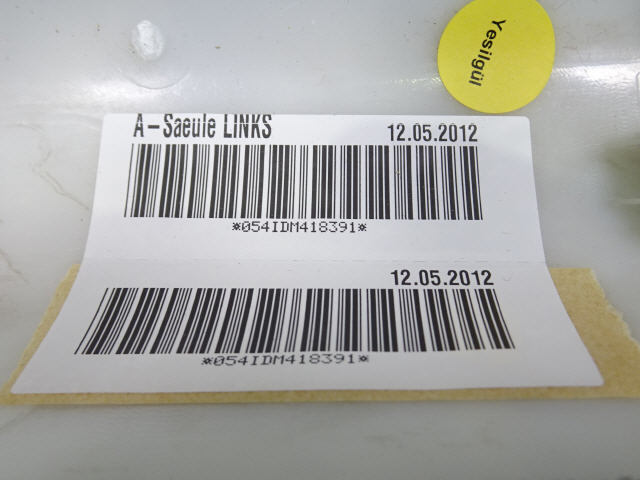 Yesilgül
A-Saeule LINKS 12.05.2012
*054IDM418391*
12.05.2012
*054IDM418391*